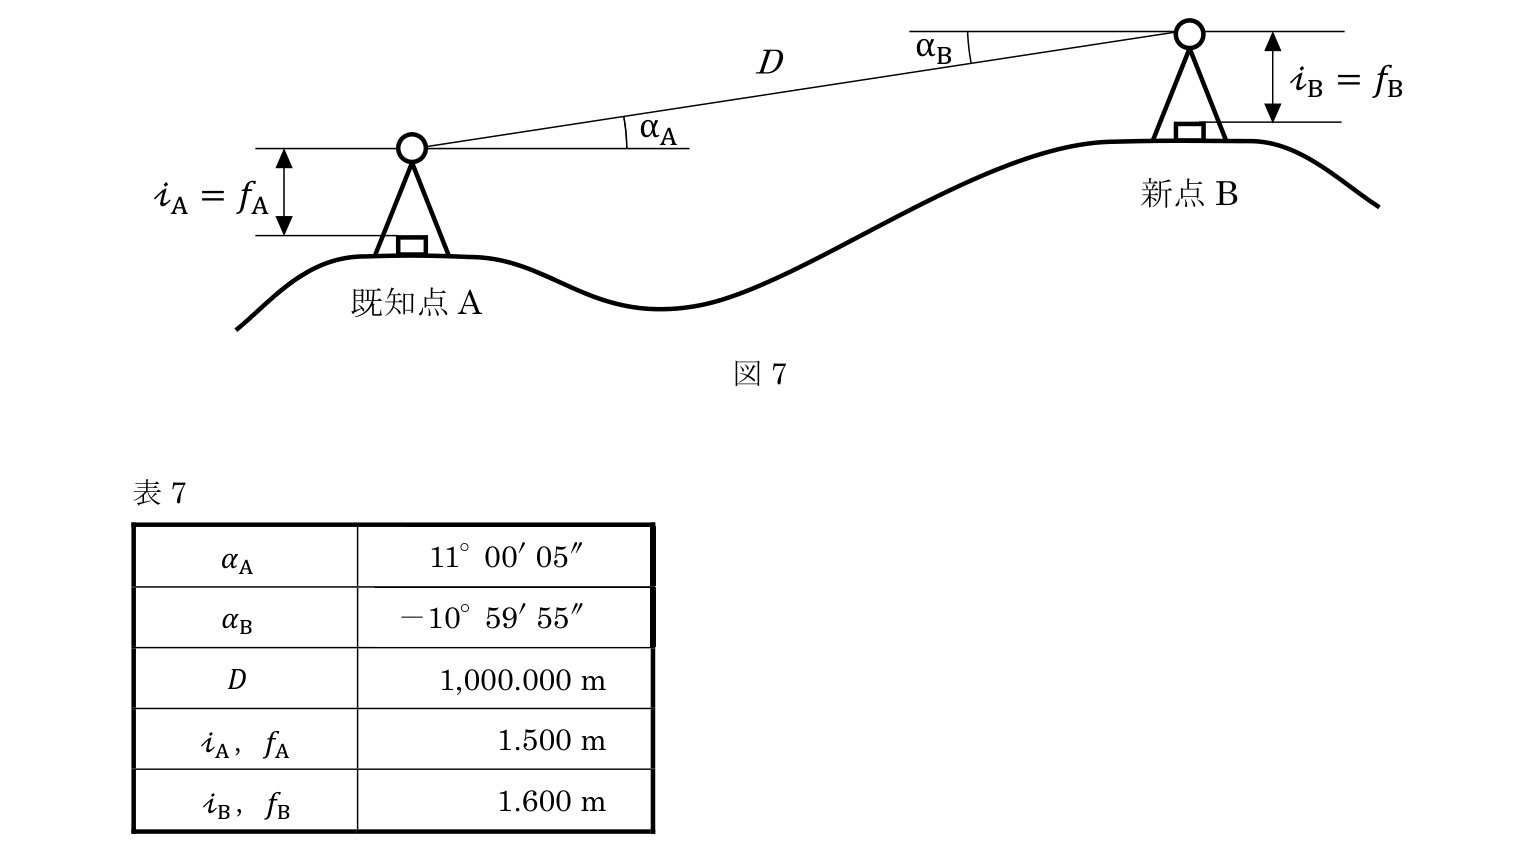 D
αB
iB = fB
αA
iA = fA
新点 B
既知点 A
図 7
表 7
αA 11° 00′ 05″
αB −10° 59′ 55″
D 1,000.000 m
iA, fA 1.500 m
iB, fB 1.600 m